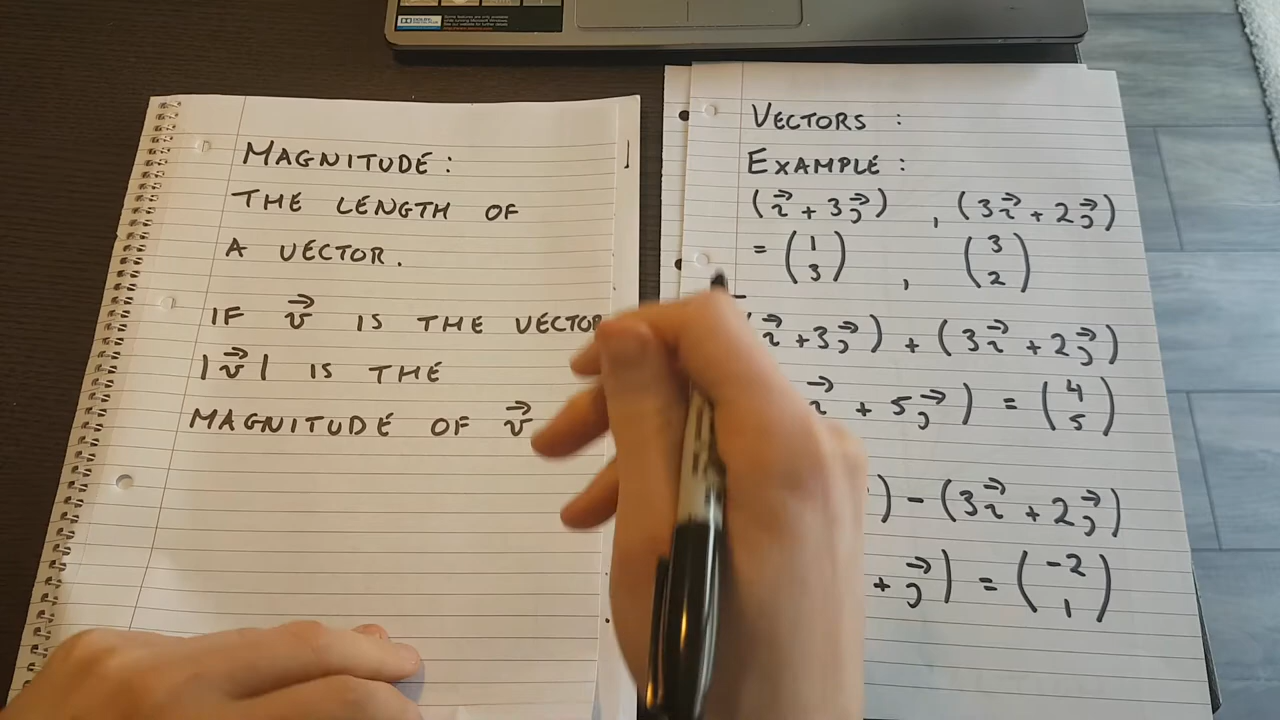 MAGNITUDE:
THE LENGTH OF
A VECTOR.
IF v⃗ IS THE VECTOR
|v⃗| IS THE
MAGNITUDE OF v⃗
VECTORS :
EXAMPLE :
(i⃗ + 3j⃗) , (3i⃗ + 2j⃗)
= (1 3) , (3 2)
i⃗ + 3j⃗) + (3i⃗ + 2j⃗)
i⃗ + 5j⃗) = (4 5)
) - (3i⃗ + 2j⃗)
+ j⃗) = (-2 1)